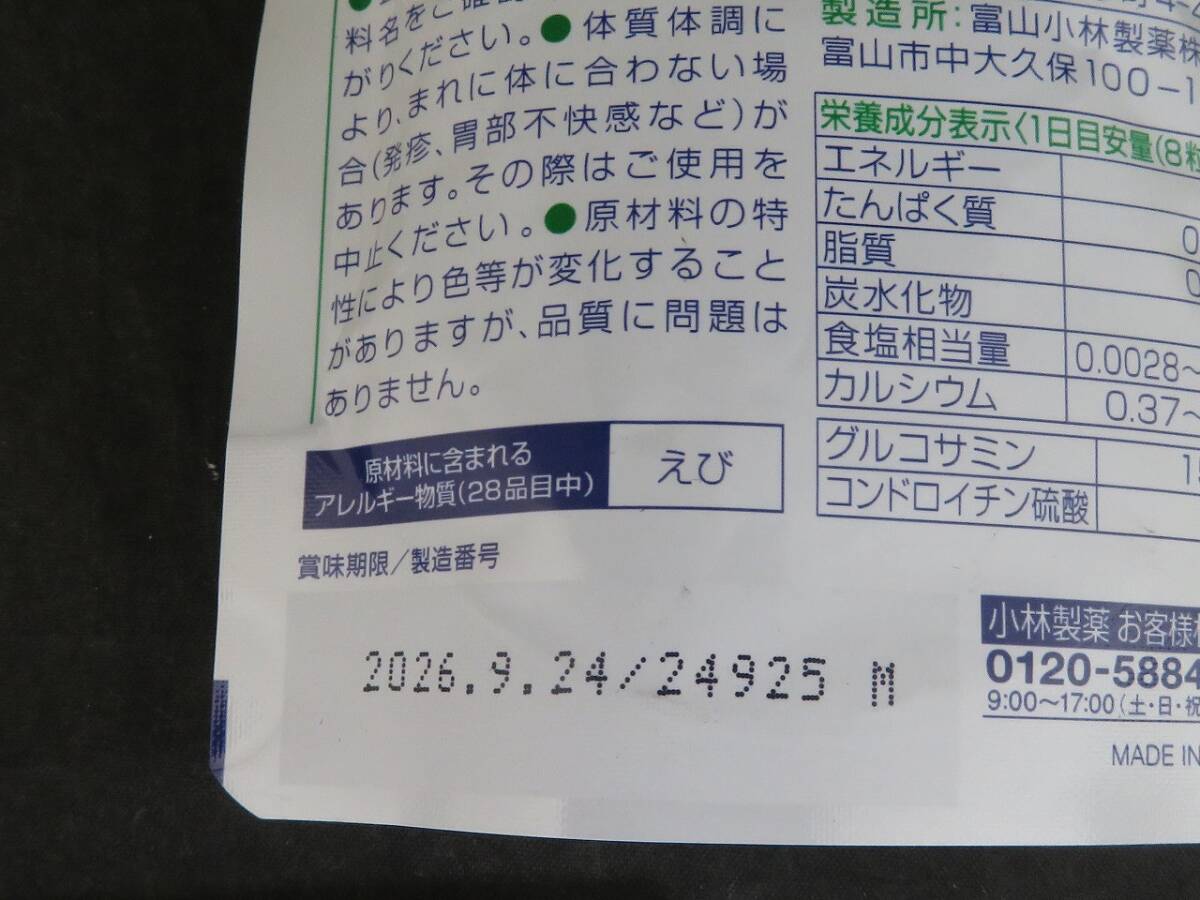 料名をご確認
がりください。●体質体調に
より、まれに体に合わない場
合(発疹、胃部不快感など)が
あります。その際はご使用を
中止ください。●原材料の特
性により色等が変化すること
がありますが、品質に問題は
ありません。
原材料に含まれる
アレルギー物質(28品目中)
えび
賞味期限/製造番号
2026.9.24/24925 M
製造所:富山小林製薬株
富山市中大久保100-1
栄養成分表示〈1日目安量(8粒
エネルギー
たんぱく質 0
脂質 0
炭水化物
食塩相当量 0.0028~
カルシウム 0.37~
グルコサミン 1
コンドロイチン硫酸
小林製薬 お客様
0120-5884
9:00~17:00(土・日・祝
MADE IN